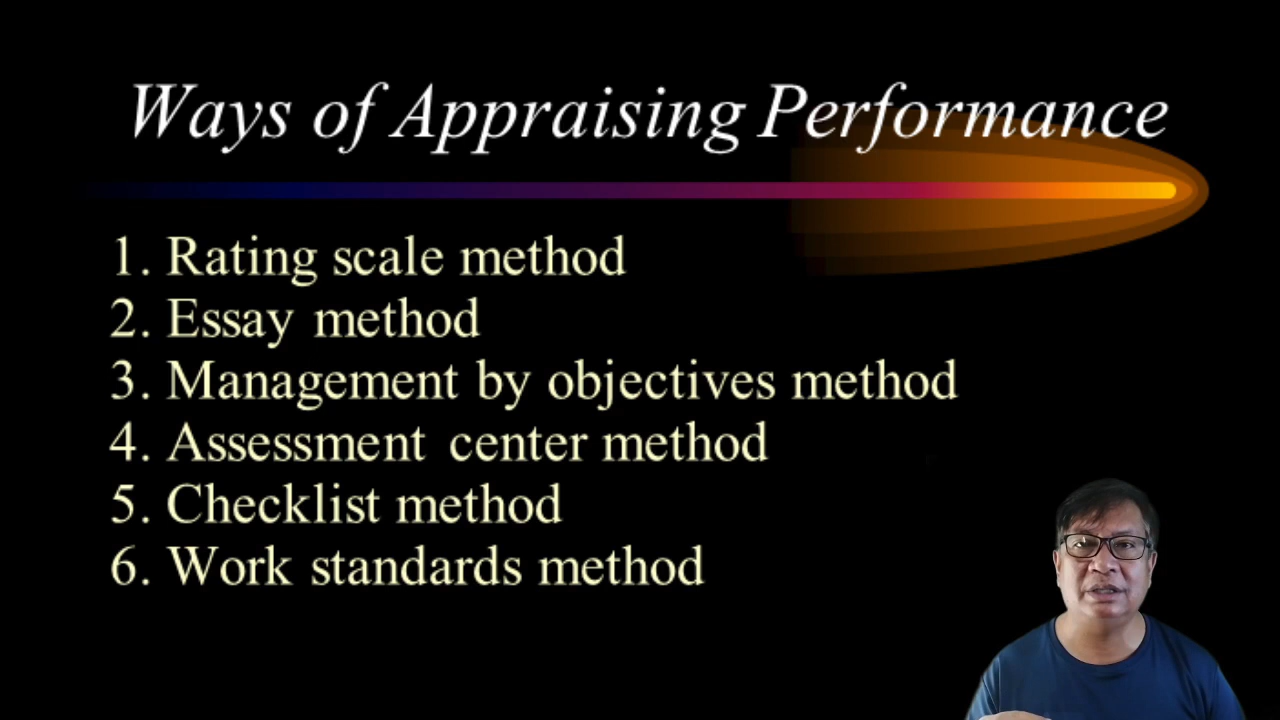 Ways of Appraising Performance
1. Rating scale method
2. Essay method
3. Management by objectives method
4. Assessment center method
5. Checklist method
6. Work standards method